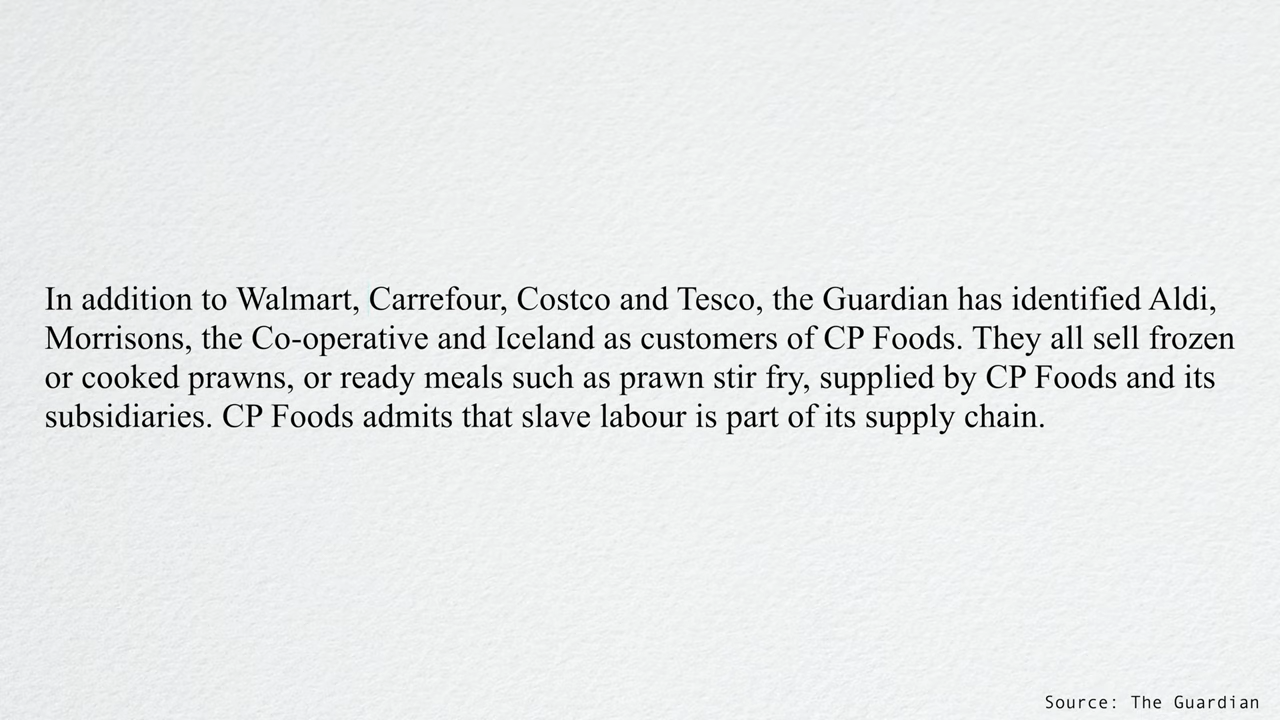 In addition to Walmart, Carrefour, Costco and Tesco, the Guardian has identified Aldi,
Morrisons, the Co-operative and Iceland as customers of CP Foods. They all sell frozen
or cooked prawns, or ready meals such as prawn stir fry, supplied by CP Foods and its
subsidiaries. CP Foods admits that slave labour is part of its supply chain.
Source: The Guardian